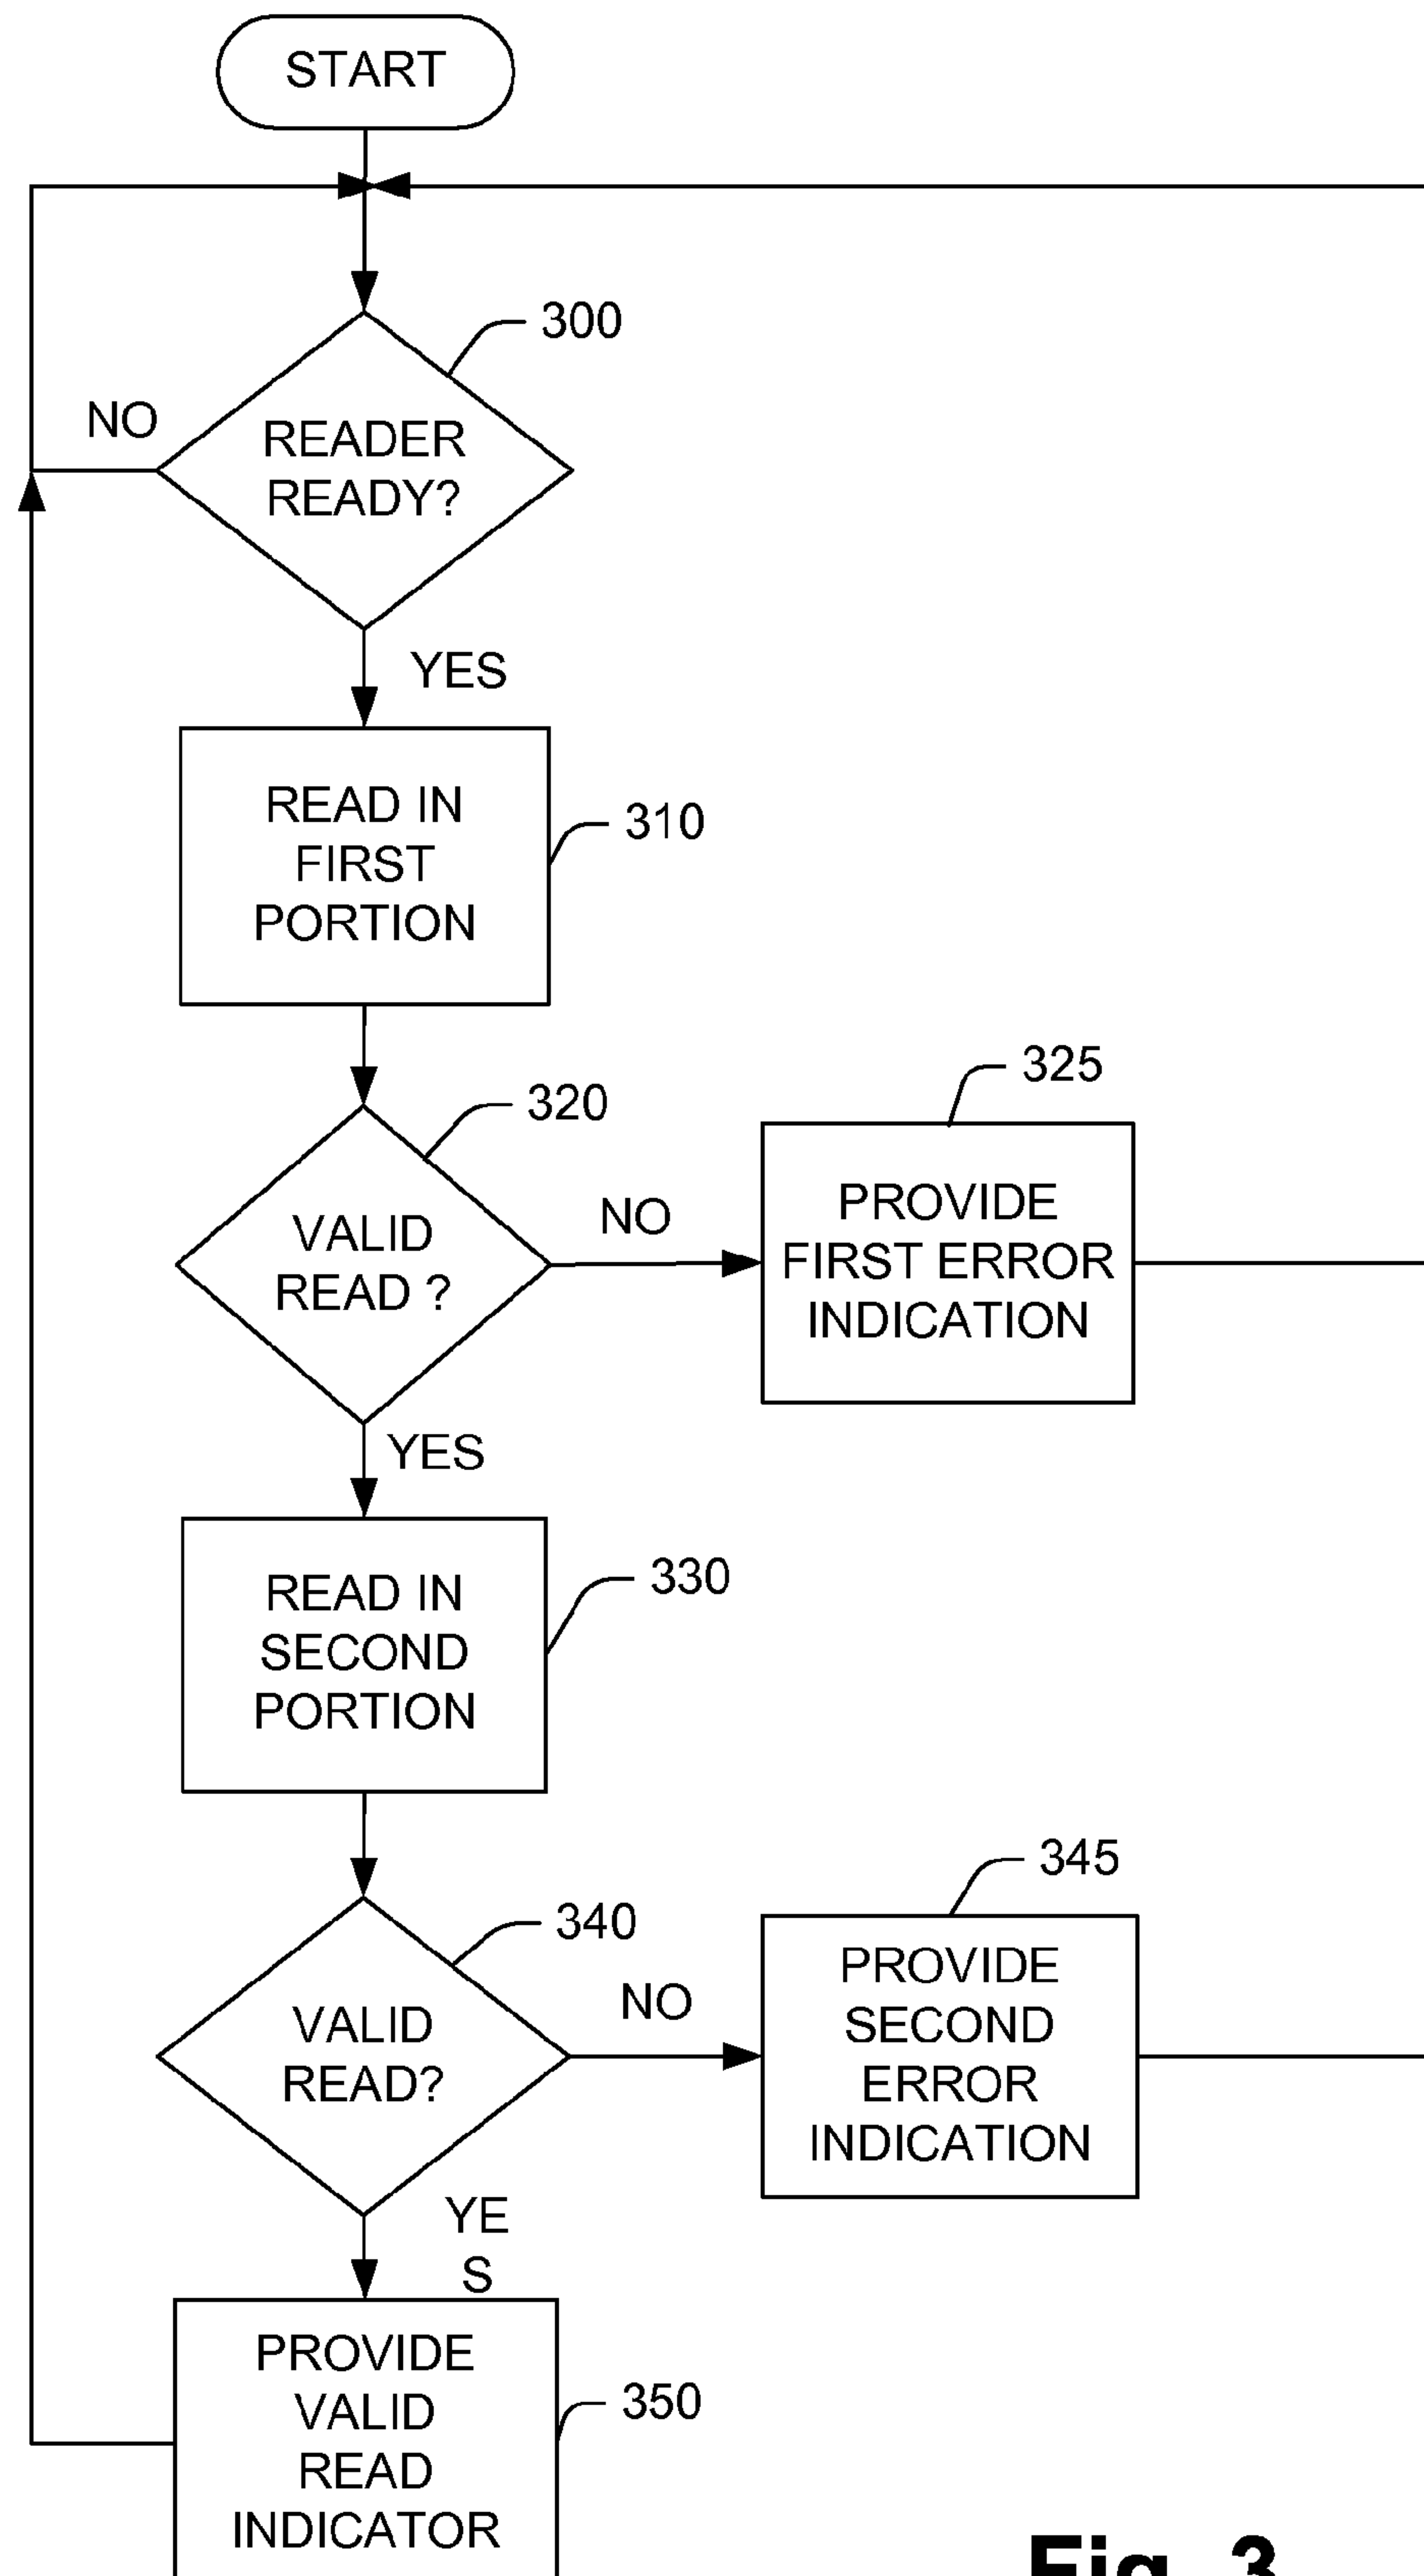 START
300
NO
READER
READY?
YES
READ IN
FIRST
PORTION
310
320
325
VALID
READ ?
NO
PROVIDE
FIRST ERROR
INDICATION
YES
READ IN
SECOND
PORTION
330
340
345
VALID
READ?
NO
PROVIDE
SECOND
ERROR
INDICATION
YE
S
PROVIDE
VALID
READ
INDICATOR
350
Fig. 3